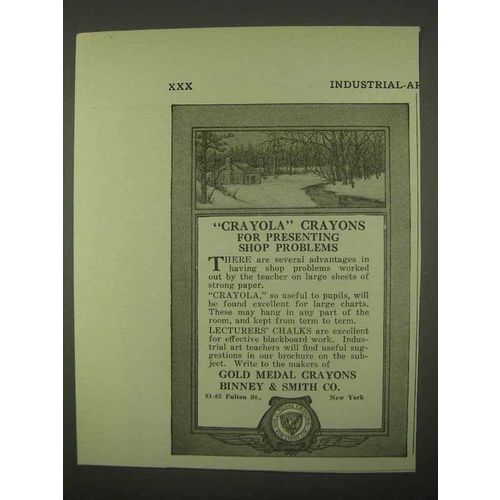 XXX INDUSTRIAL-AR
"CRAYOLA" CRAYONS
FOR PRESENTING
SHOP PROBLEMS
THERE are several advantages in
having shop problems worked
out by the teacher on large sheets of
strong paper.
"CRAYOLA," so useful to pupils, will
be found excellent for large charts.
These may hang in any part of the
room, and kept from term to term.
LECTURERS' CHALKS are excellent
for effective blackboard work. Indus-
trial art teachers will find useful sug-
gestions in our brochure on the sub-
ject. Write to the makers of
GOLD MEDAL CRAYONS
BINNEY & SMITH CO.
81-83 Fulton St., New York